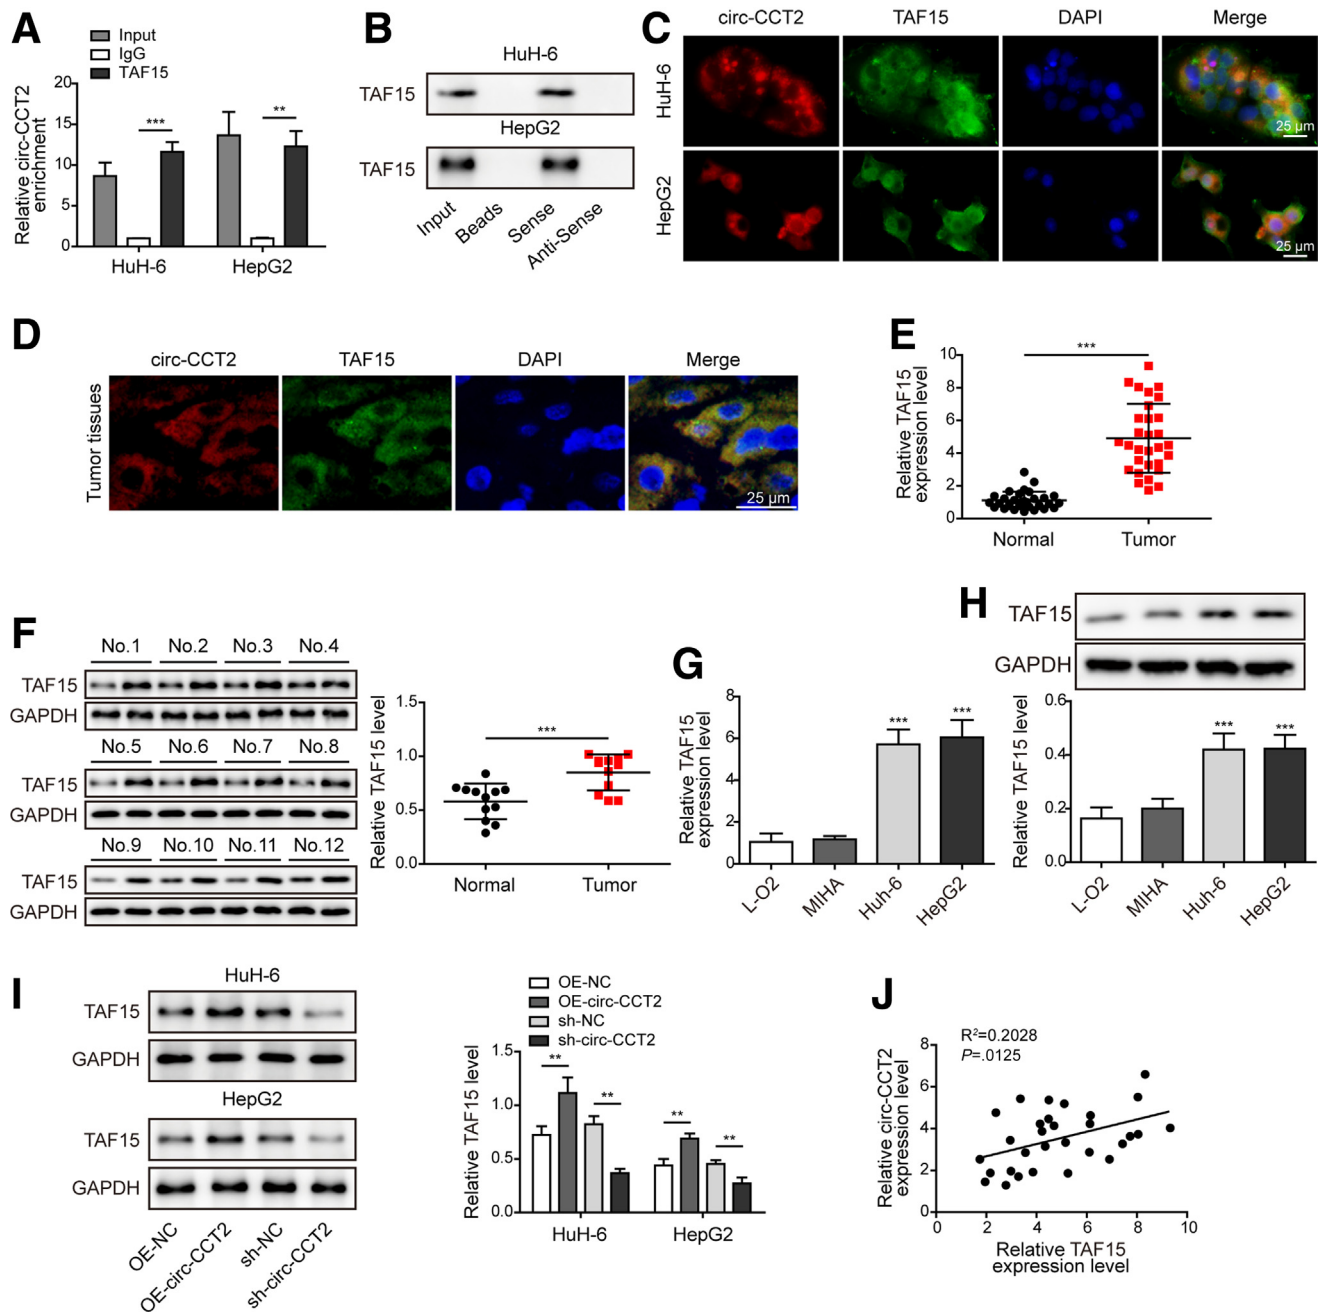 A
Input
IgG
TAF15
Relative circ-CCT2
enrichment
20
15
10
5
0
***
**
HuH-6
HepG2
B
HuH-6
TAF15
HepG2
TAF15
Input
Beads
Sense
Anti-Sense
C
circ-CCT2
TAF15
DAPI
Merge
HuH-6
25 µm
HepG2
25 µm
D
circ-CCT2
TAF15
DAPI
Merge
Tumor tissues
25 µm
E
Relative TAF15
expression level
10
8
6
4
2
0
***
Normal
Tumor
F
No.1
No.2
No.3
No.4
TAF15
GAPDH
No.5
No.6
No.7
No.8
TAF15
GAPDH
No.9
No.10
No.11
No.12
TAF15
GAPDH
Relative TAF15 level
1.5
1.0
0.5
0.0
***
Normal
Tumor
G
Relative TAF15
expression level
8
6
4
2
0
***
***
L-O2
MIHA
Huh-6
HepG2
H
TAF15
GAPDH
Relative TAF15 level
0.6
0.4
0.2
0.0
***
***
L-O2
MIHA
Huh-6
HepG2
I
HuH-6
TAF15
GAPDH
HepG2
TAF15
GAPDH
OE-NC
OE-circ-CCT2
sh-NC
sh-circ-CCT2
OE-NC
OE-circ-CCT2
sh-NC
sh-circ-CCT2
Relative TAF15 level
1.5
1.0
0.5
0.0
**
**
**
**
HuH-6
HepG2
J
R²=0.2028
P=.0125
Relative circ-CCT2
expression level
8
6
4
2
0
0
2
4
6
8
10
Relative TAF15
expression level